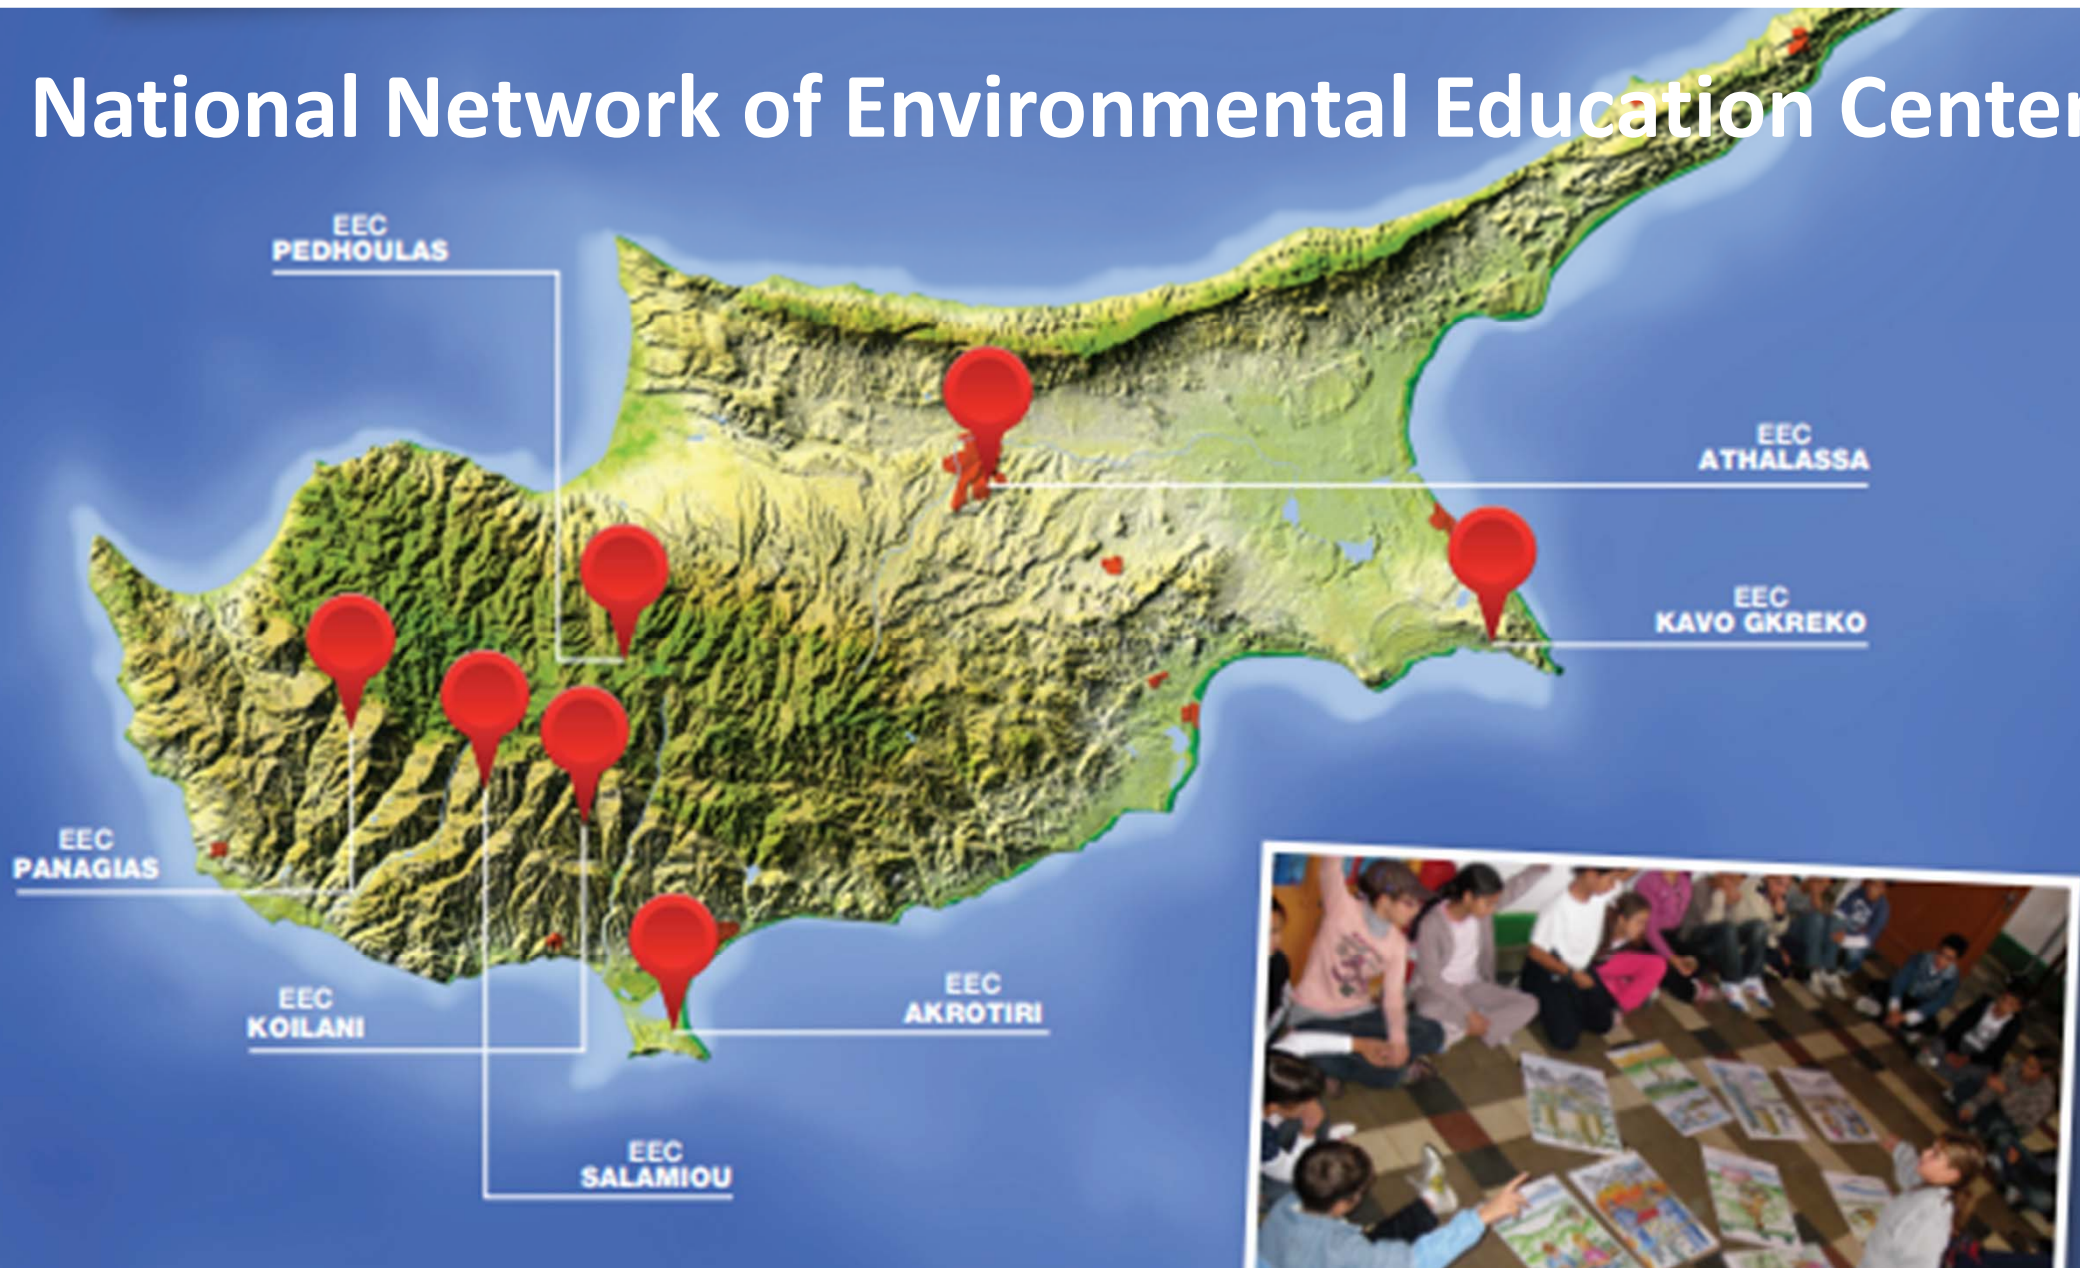 National Network of Environmental Education Center
EEC
PEDHOULAS
EEC
ATHALASSA
EEC
KAVO GKREKO
EEC
PANAGIAS
EEC
KOILANI
EEC
AKROTIRI
EEC
SALAMIOU